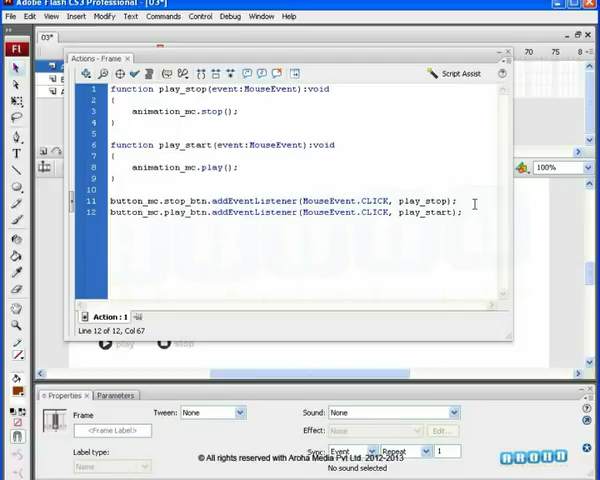 Adobe Flash CS3 Professional - [03*]
File Edit View Insert Modify Text Commands Control Debug Window Help
03*
Actions - Frame ×
70 75 8
Script Assist
1 function play_stop(event:MouseEvent):void
2 {
3 animation_mc.stop();
4 }
5
6 function play_start(event:MouseEvent):void
7 {
8 animation_mc.play();
9 }
10
11 button_mc.stop_btn.addEventListener(MouseEvent.CLICK, play_stop);
12 button_mc.play_btn.addEventListener(MouseEvent.CLICK, play_start);
100%
Action : 1
Line 12 of 12, Col 67
play stop
Properties × Parameters
Frame
Tween: None
Sound: None
<Frame Label>
Effect: None Edit...
Label type:
Sync: Event Repeat 1
Name
© All rights reserved with Aroha Media Pvt Ltd. 2012-2013
No sound selected
AROHA